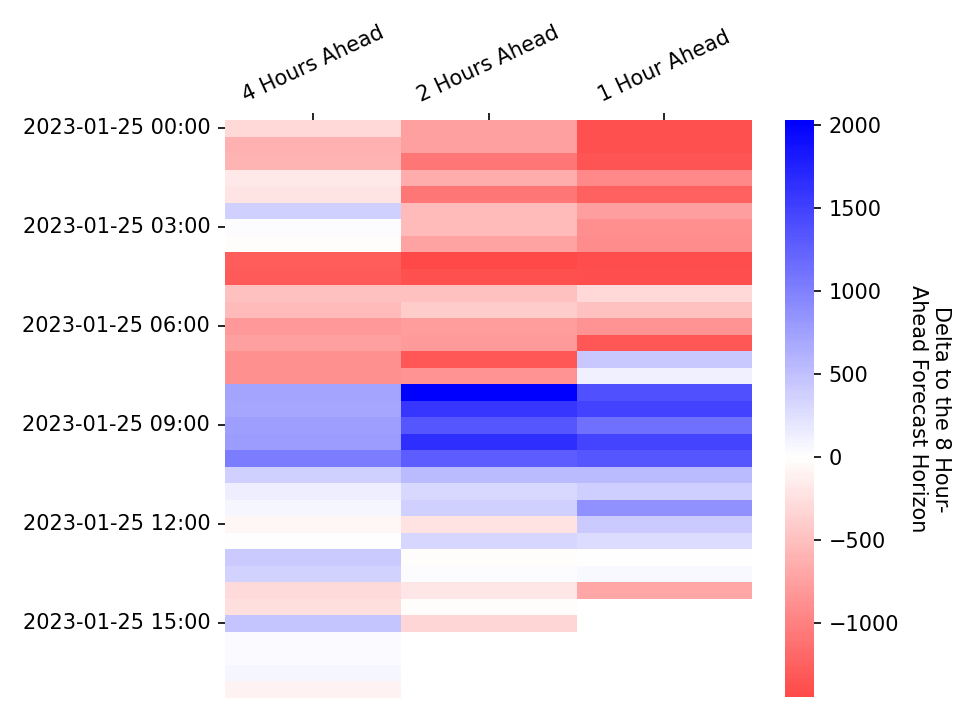 4 Hours Ahead
2 Hours Ahead
1 Hour Ahead
2023-01-25 00:00
2023-01-25 03:00
2023-01-25 06:00
2023-01-25 09:00
2023-01-25 12:00
2023-01-25 15:00
2000
1500
1000
500
0
−500
−1000
Delta to the 8 Hour-
Ahead Forecast Horizon